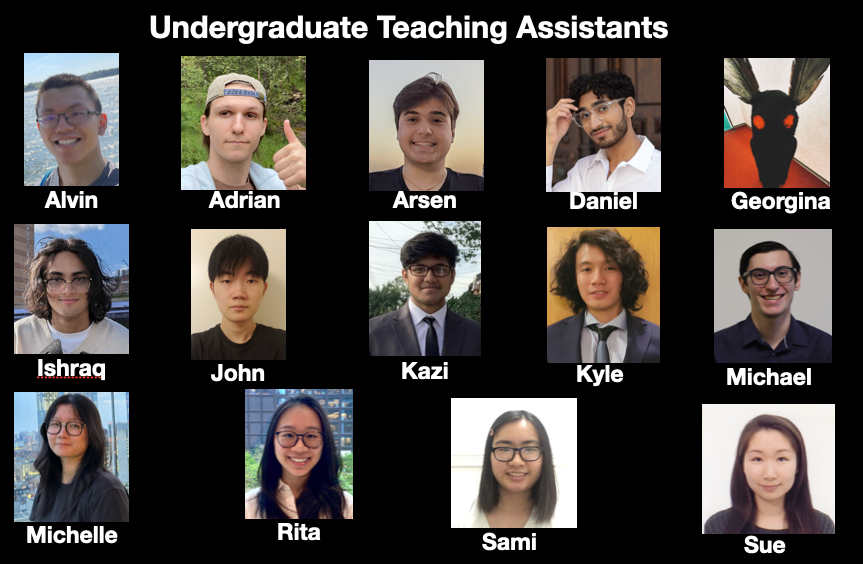 Undergraduate Teaching Assistants
Alvin
Adrian
Arsen
Daniel
Georgina
Ishraq
John
Kazi
Kyle
Michael
Michelle
Rita
Sami
Sue